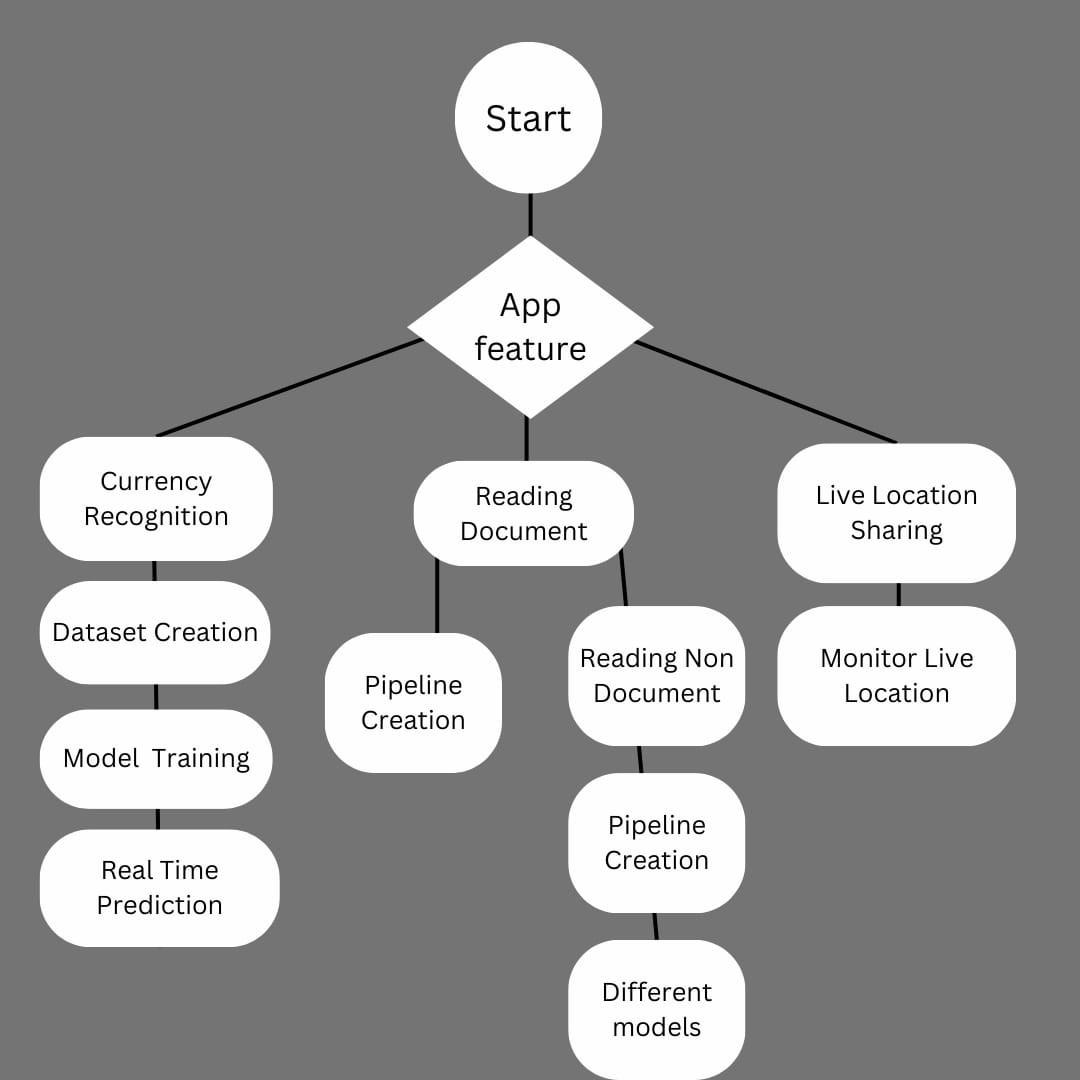 Start
App
feature
Currency
Recognition
Dataset Creation
Model  Training
Real Time
Prediction
Reading
Document
Pipeline
Creation
Reading Non
Document
Pipeline
Creation
Different
models
Live Location
Sharing
Monitor Live
Location